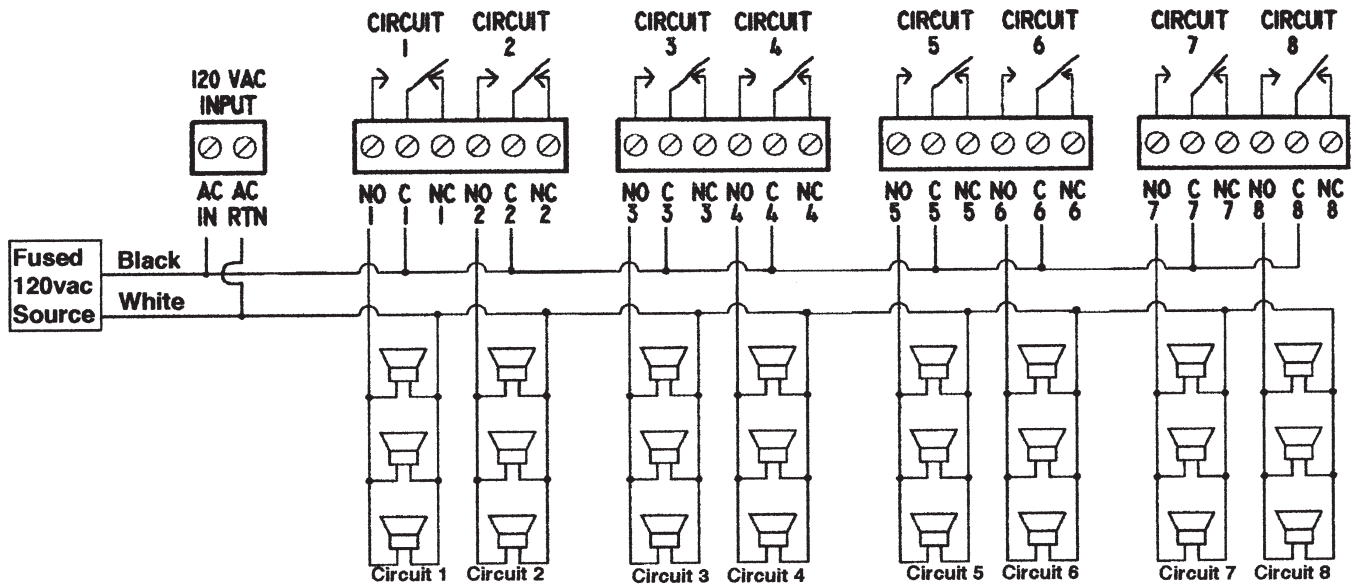 CIRCUIT 1
CIRCUIT 2
CIRCUIT 3
CIRCUIT 4
CIRCUIT 5
CIRCUIT 6
CIRCUIT 7
CIRCUIT 8
120 VAC
INPUT
AC IN
AC RTN
NO 1
C 1
NC 1
NO 2
C 2
NC 2
NO 3
C 3
NC 3
NO 4
C 4
NC 4
NO 5
C 5
NC 5
NO 6
C 6
NC 6
NO 7
C 7
NC 7
NO 8
C 8
NC 8
Fused
120vac
Source
Black
White
Circuit 1
Circuit 2
Circuit 3
Circuit 4
Circuit 5
Circuit 6
Circuit 7
Circuit 8